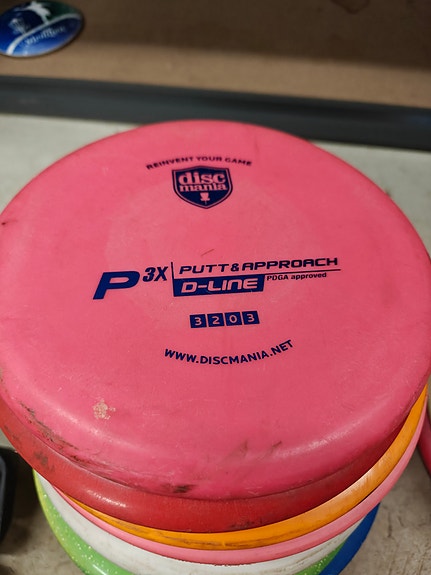 REINVENT YOUR GAME
disc
mania
P3X PUTT & APPROACH
D-LINE PDGA approved
3 2 0 3
WWW.DISCMANIA.NET